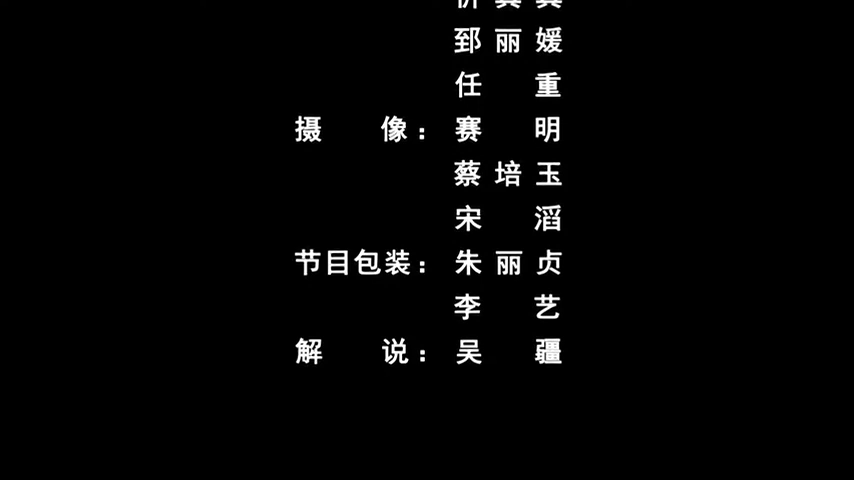 郅丽媛
任 重
摄 像：赛 明
蔡培玉
宋 滔
节目包装：朱丽贞
李 艺
解 说：吴 疆